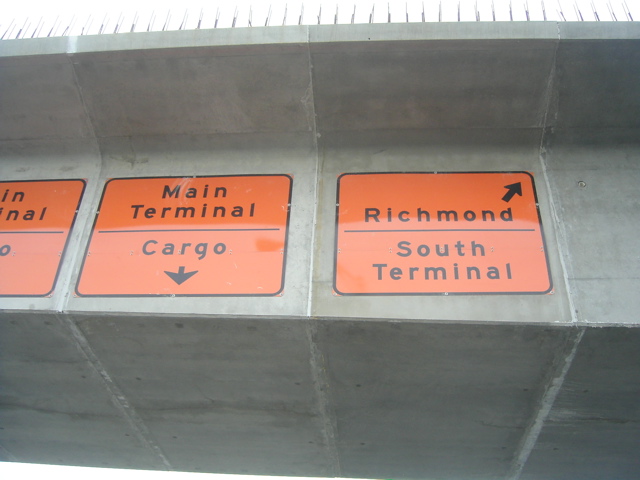 Main
Terminal
Cargo
Richmond
South
Terminal